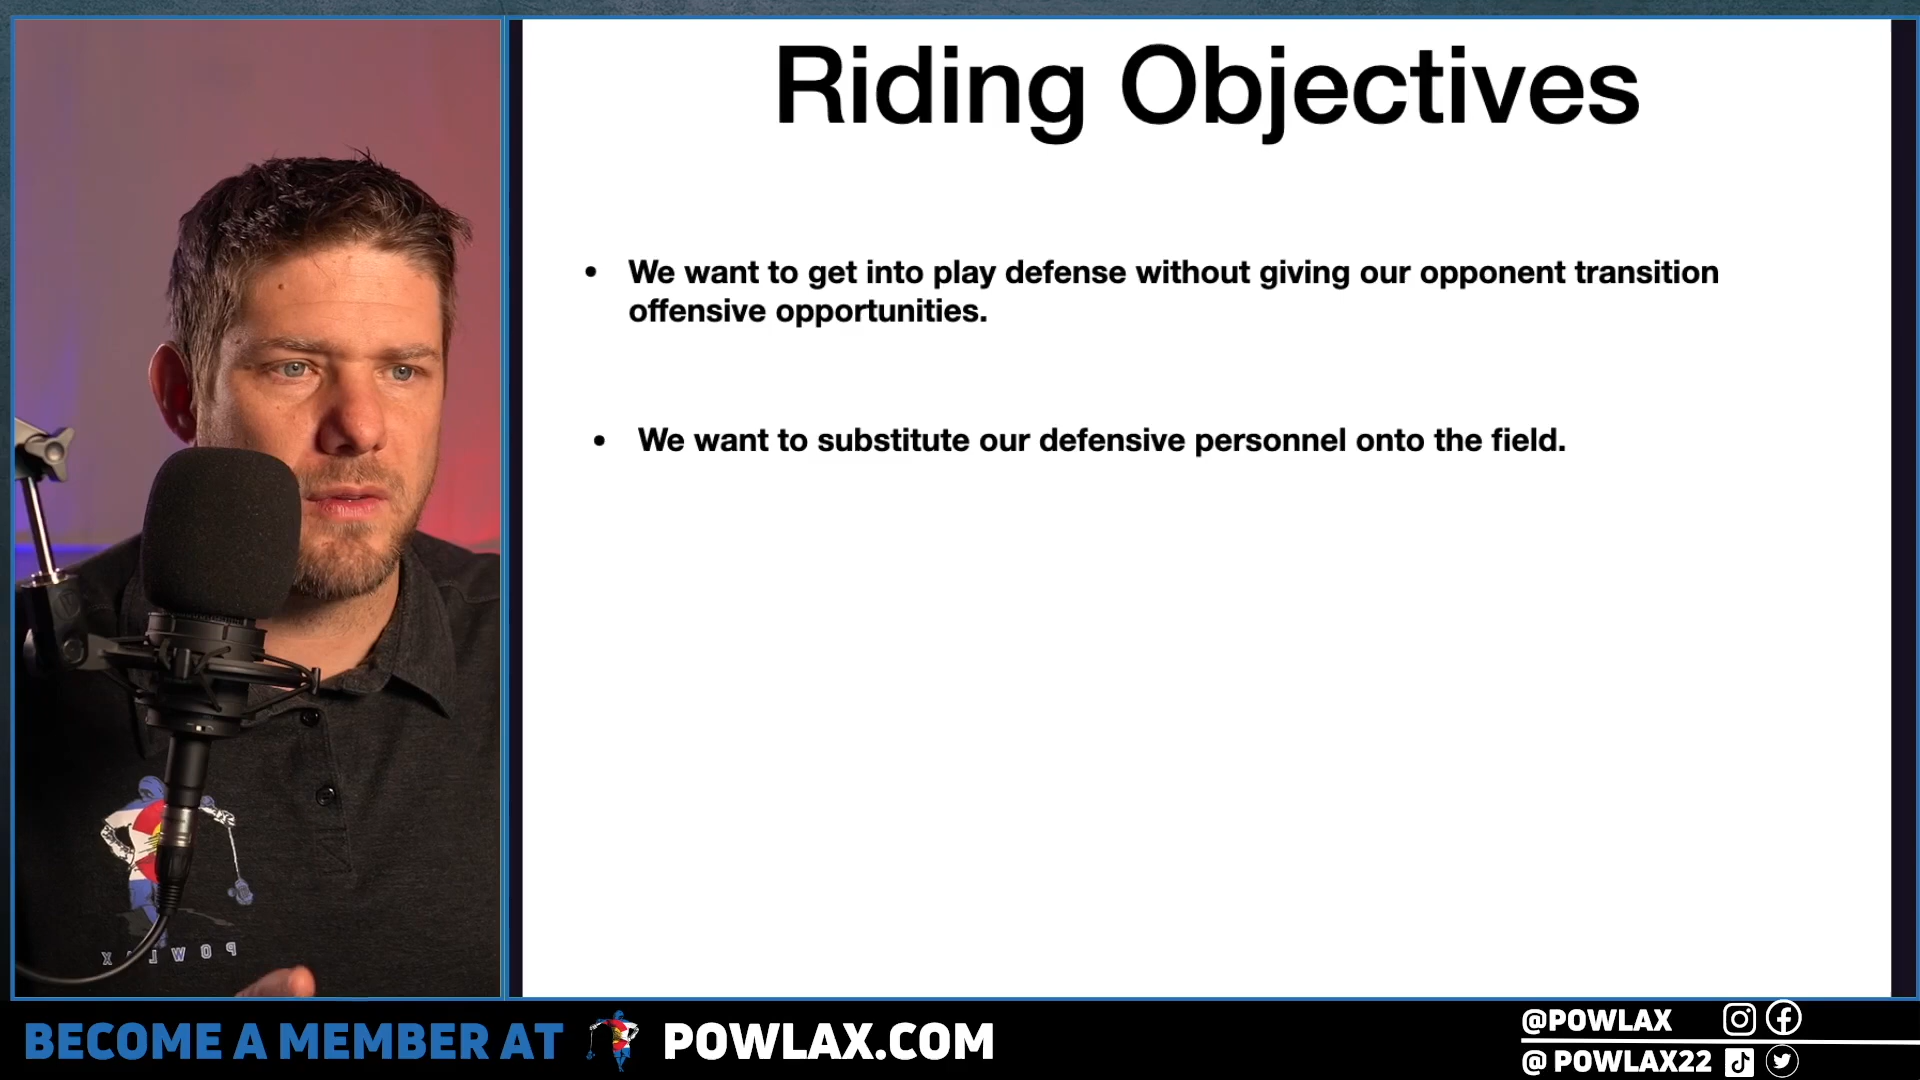 Riding Objectives
• We want to get into play defense without giving our opponent transition
offensive opportunities.
• We want to substitute our defensive personnel onto the field.
POWLAX
BECOME A MEMBER AT POWLAX.COM
@POWLAX
@ POWLAX22